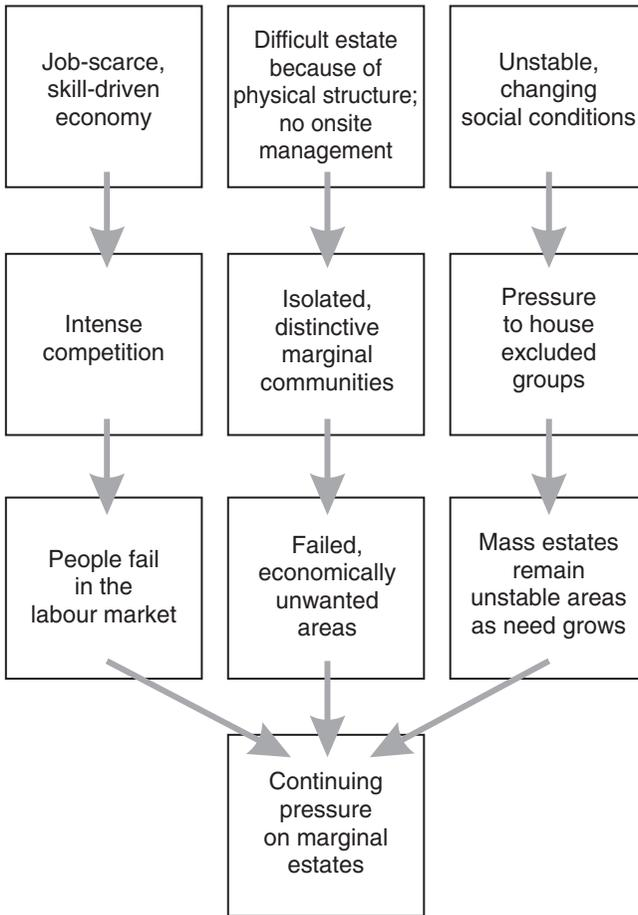 Job-scarce,
skill-driven
economy
Difficult estate
because of
physical structure;
no onsite
management
Unstable,
changing
social conditions
Intense
competition
Isolated,
distinctive
marginal
communities
Pressure
to house
excluded
groups
People fail
in the
labour market
Failed,
economically
unwanted
areas
Mass estates
remain
unstable areas
as need grows
Continuing
pressure
on marginal
estates